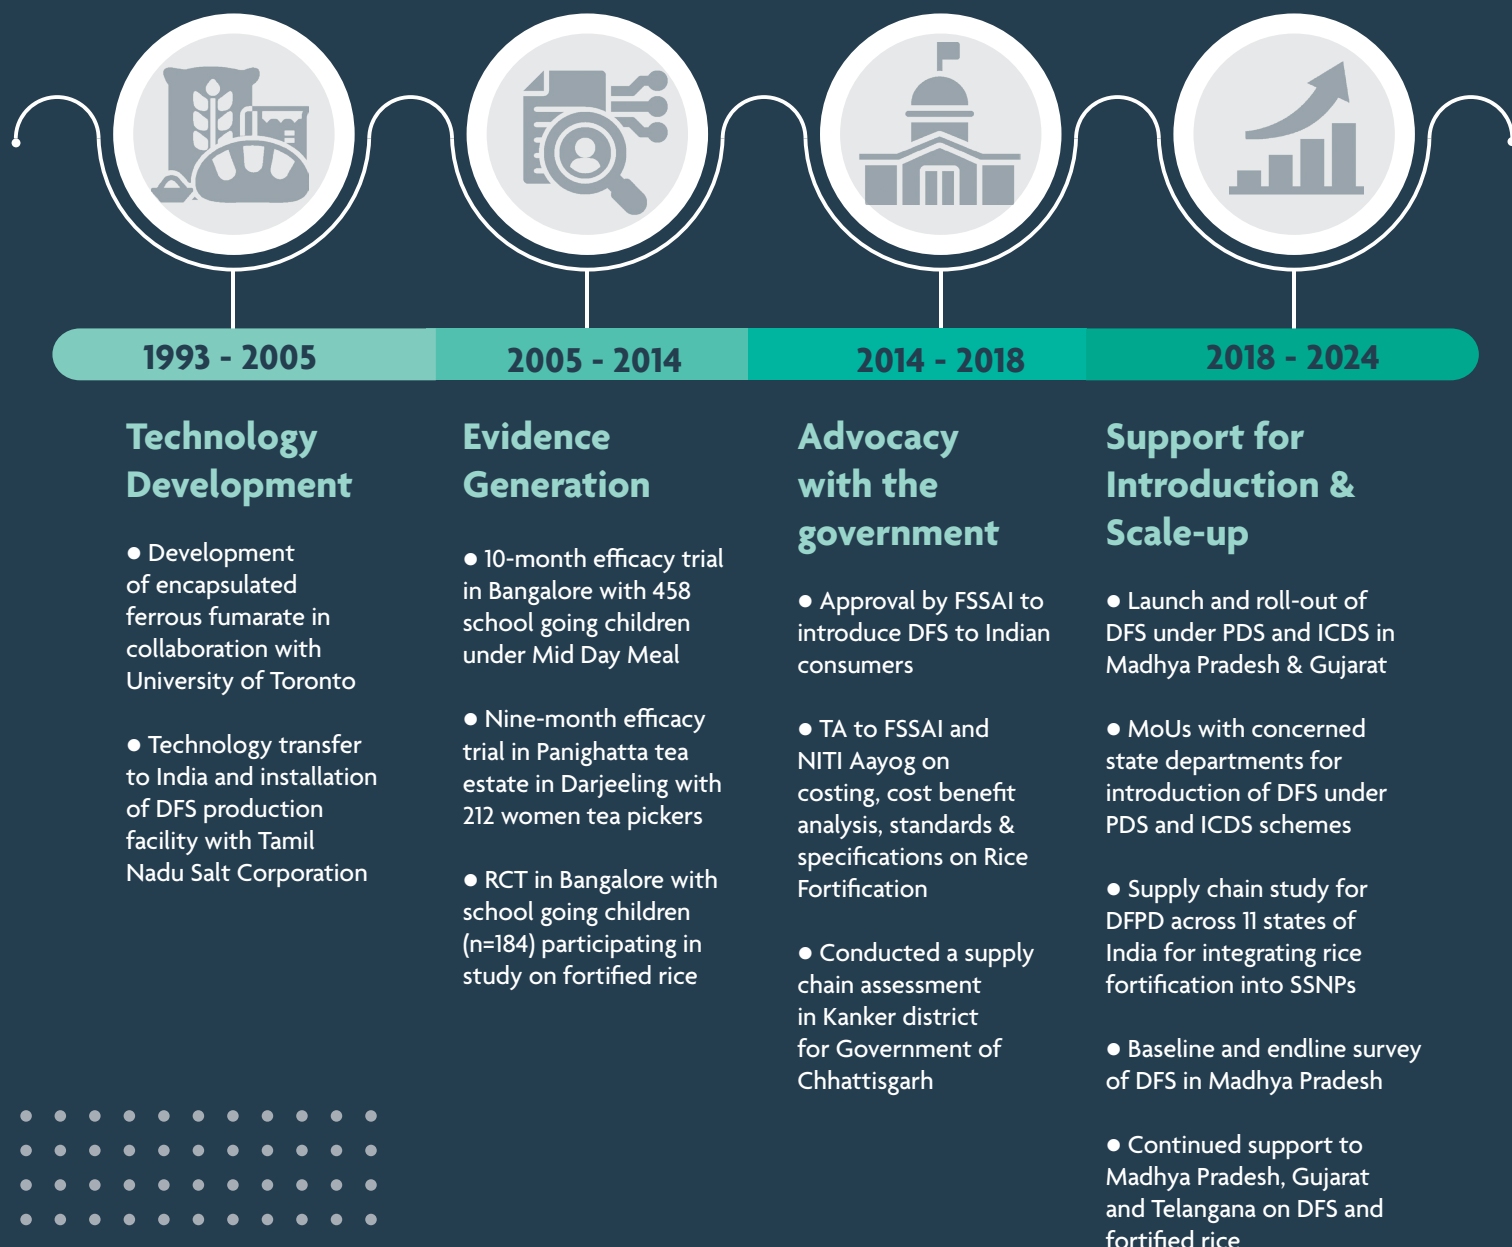 1993 - 2005
2005 - 2014
2014 - 2018
2018 - 2024
Technology
Development
● Development
of encapsulated
ferrous fumarate in
collaboration with
University of Toronto
● Technology transfer
to India and installation
of DFS production
facility with Tamil
Nadu Salt Corporation
Evidence
Generation
● 10-month efficacy trial
in Bangalore with 458
school going children
under Mid Day Meal
● Nine-month efficacy
trial in Panighatta tea
estate in Darjeeling with
212 women tea pickers
● RCT in Bangalore with
school going children
(n=184) participating in
study on fortified rice
Advocacy
with the
government
● Approval by FSSAI to
introduce DFS to Indian
consumers
● TA to FSSAI and
NITI Aayog on
costing, cost benefit
analysis, standards &
specifications on Rice
Fortification
● Conducted a supply
chain assessment
in Kanker district
for Government of
Chhattisgarh
Support for
Introduction &
Scale-up
● Launch and roll-out of
DFS under PDS and ICDS in
Madhya Pradesh & Gujarat
● MoUs with concerned
state departments for
introduction of DFS under
PDS and ICDS schemes
● Supply chain study for
DFPD across 11 states of
India for integrating rice
fortification into SSNPs
● Baseline and endline survey
of DFS in Madhya Pradesh
● Continued support to
Madhya Pradesh, Gujarat
and Telangana on DFS and
fortified rice